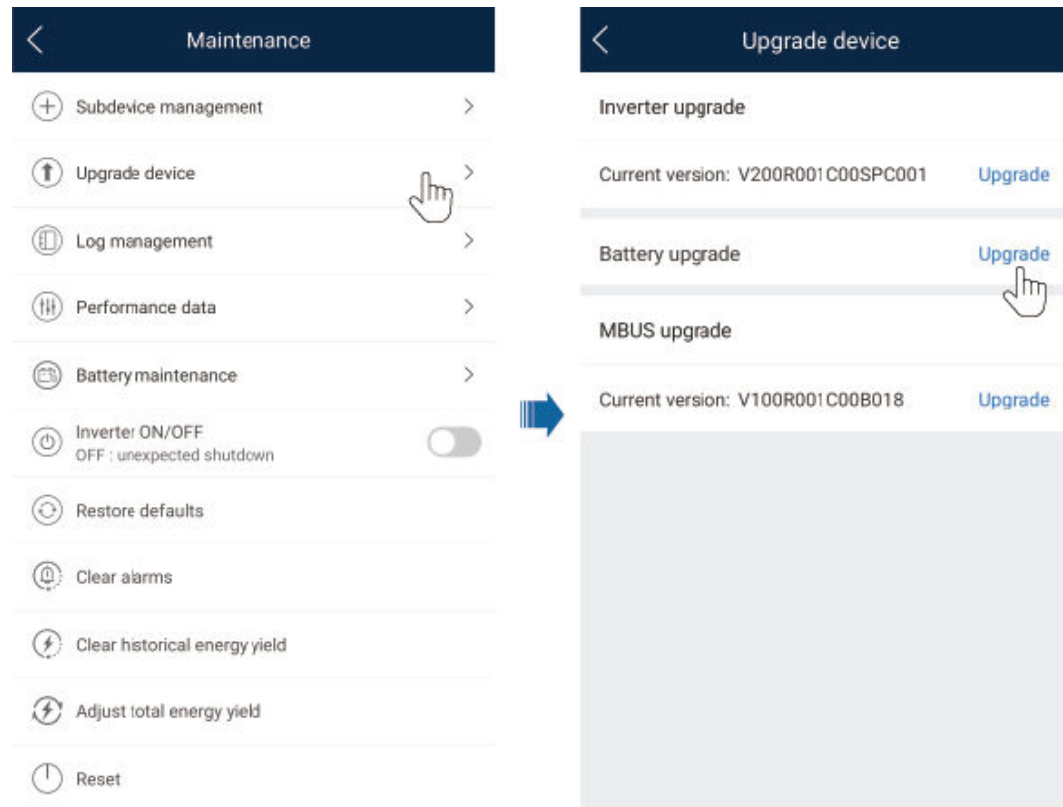 Maintenance
Subdevice management
Upgrade device
Log management
Performance data
Battery maintenance
Inverter ON/OFF
OFF : unexpected shutdown
Restore defaults
Clear alarms
Clear historical energy yield
Adjust total energy yield
Reset
Upgrade device
Inverter upgrade
Current version: V200R001C00SPC001 Upgrade
Battery upgrade Upgrade
MBUS upgrade
Current version: V100R001C00B018 Upgrade